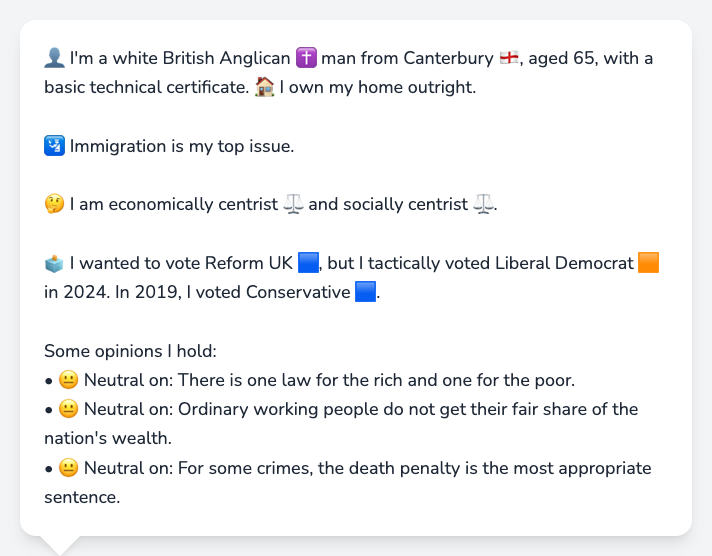 👤 I'm a white British Anglican ✝️ man from Canterbury 🏴󠁧󠁢󠁥󠁮󠁧󠁿, aged 65, with a
basic technical certificate. 🏠 I own my home outright.
🛂 Immigration is my top issue.
🤔 I am economically centrist ⚖️ and socially centrist ⚖️.
🗳️ I wanted to vote Reform UK 🟦, but I tactically voted Liberal Democrat 🟧
in 2024. In 2019, I voted Conservative 🟦.
Some opinions I hold:
• 😐 Neutral on: There is one law for the rich and one for the poor.
• 😐 Neutral on: Ordinary working people do not get their fair share of the
nation's wealth.
• 😐 Neutral on: For some crimes, the death penalty is the most appropriate
sentence.